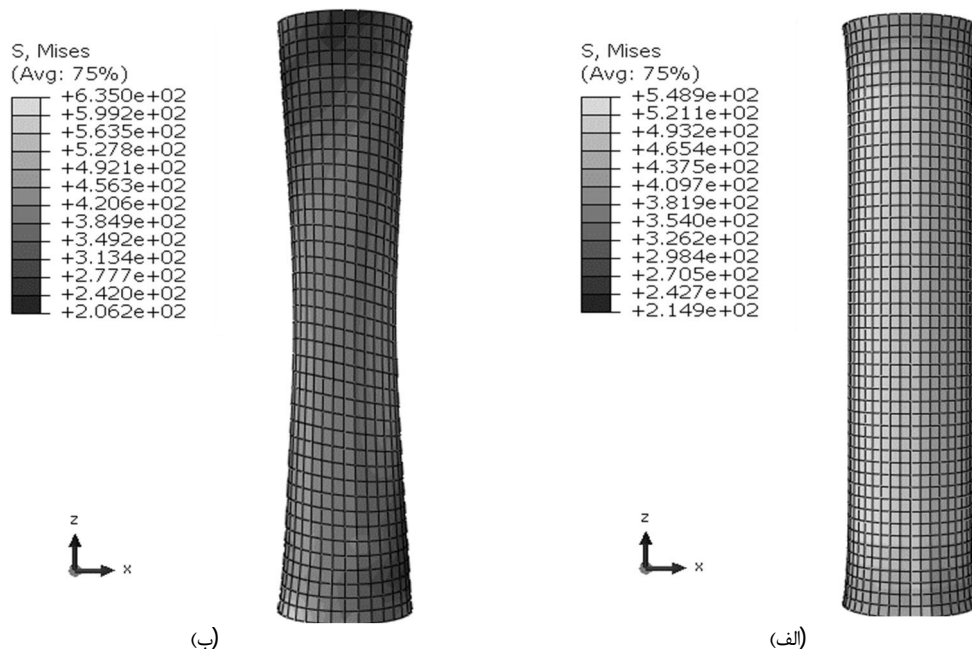 S, Mises
(Avg: 75%)
+6.350e+02
+5.992e+02
+5.635e+02
+5.278e+02
+4.921e+02
+4.563e+02
+4.206e+02
+3.849e+02
+3.492e+02
+3.134e+02
+2.777e+02
+2.420e+02
+2.062e+02
z
x
(ب)
S, Mises
(Avg: 75%)
+5.489e+02
+5.211e+02
+4.932e+02
+4.654e+02
+4.375e+02
+4.097e+02
+3.819e+02
+3.540e+02
+3.262e+02
+2.984e+02
+2.705e+02
+2.427e+02
+2.149e+02
z
x
(الف)